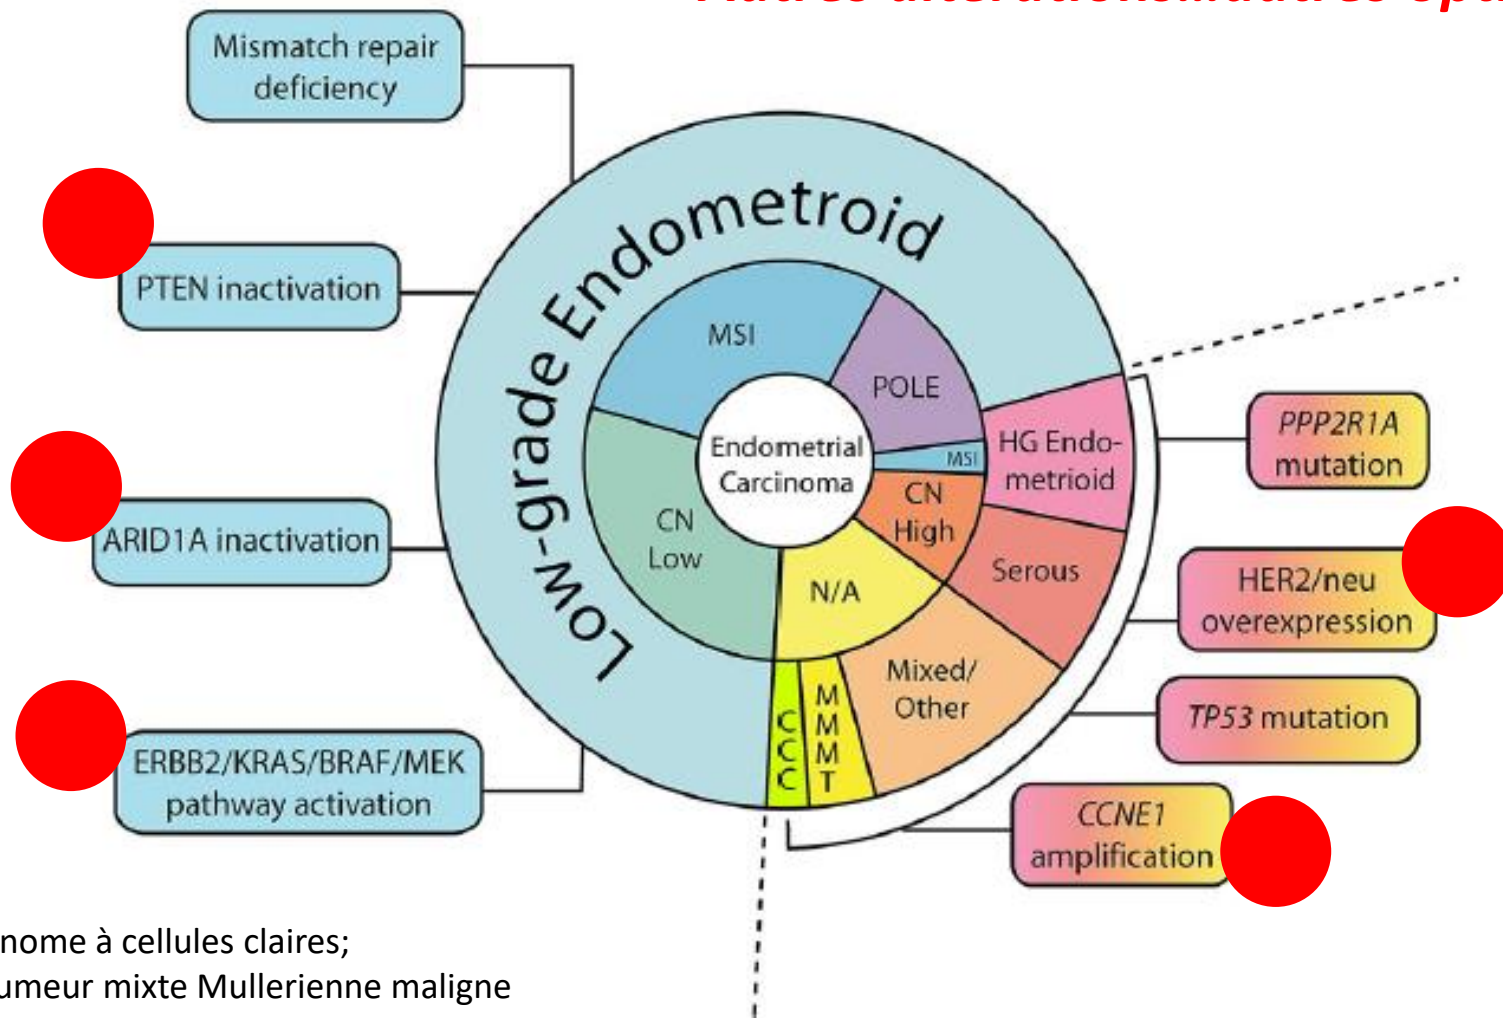 Mismatch repair
deficiency
PTEN inactivation
ARID1A inactivation
ERBB2/KRAS/BRAF/MEK
pathway activation
Low-grade Endometroid
MSI
POLE
MSI
CN
High
N/A
CN
Low
Endometrial
Carcinoma
HG Endo-
metrioid
Serous
Mixed/
Other
MMMT
CCC
PPP2R1A
mutation
HER2/neu
overexpression
TP53 mutation
CCNE1
amplification
nome à cellules claires;
umeur mixte Mullerienne maligne